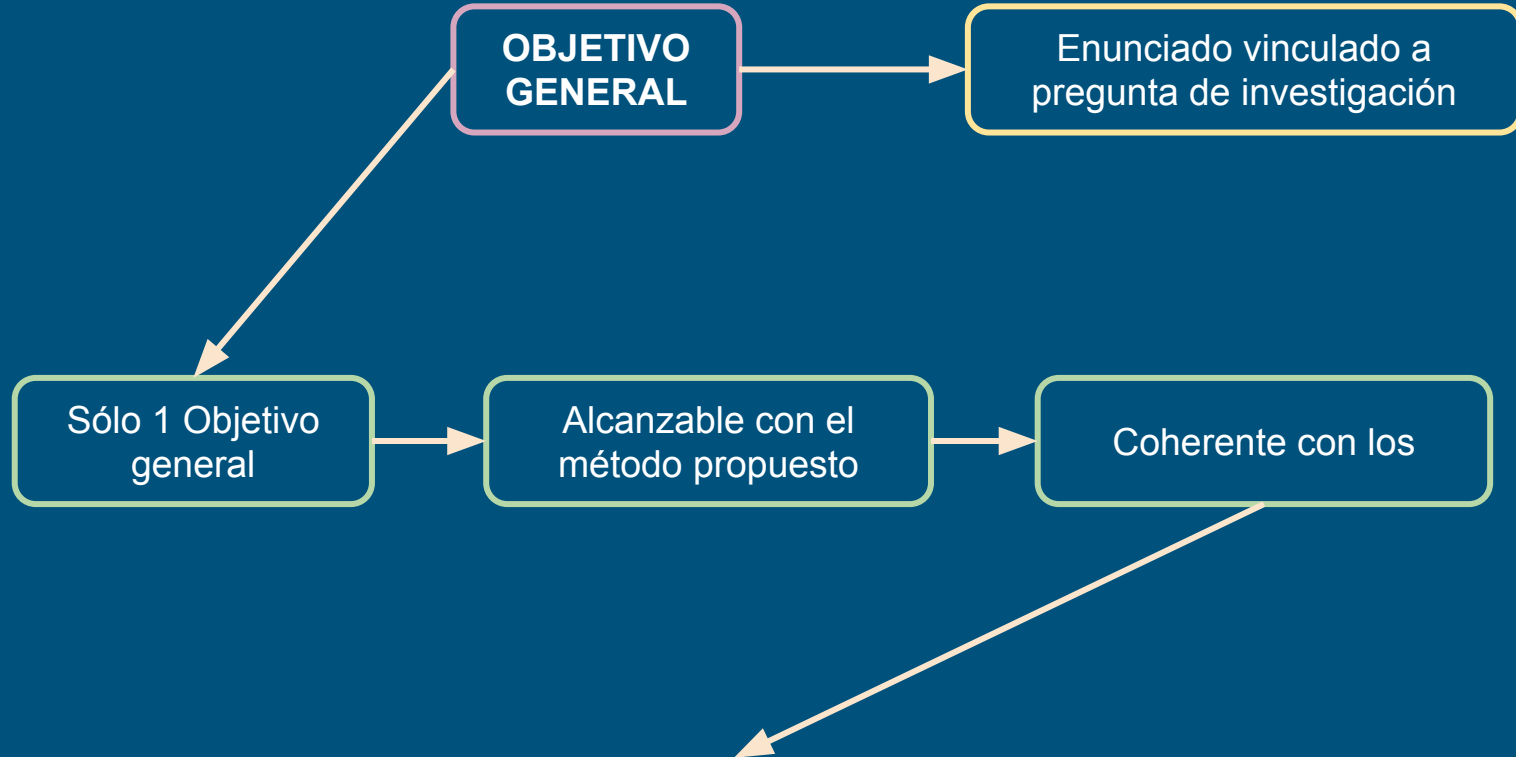 OBJETIVO
GENERAL
Enunciado vinculado a
pregunta de investigación
Sólo 1 Objetivo
general
Alcanzable con el
método propuesto
Coherente con los